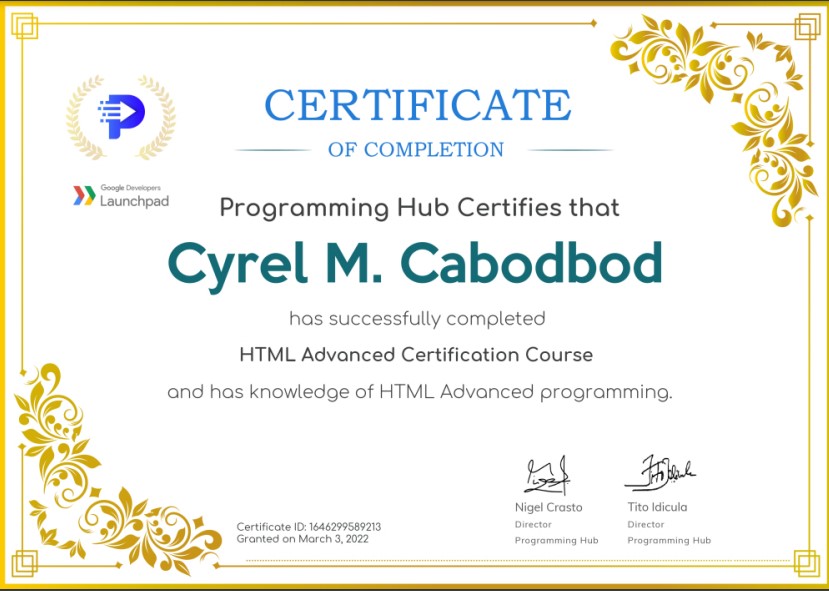 CERTIFICATE
OF COMPLETION
Google Developers
Launchpad
Programming Hub Certifies that
Cyrel M. Cabodbod
has successfully completed
HTML Advanced Certification Course
and has knowledge of HTML Advanced programming.
Nigel Crasto
Director
Programming Hub
Tito Idicula
Director
Programming Hub
Certificate ID: 1646299589213
Granted on March 3, 2022